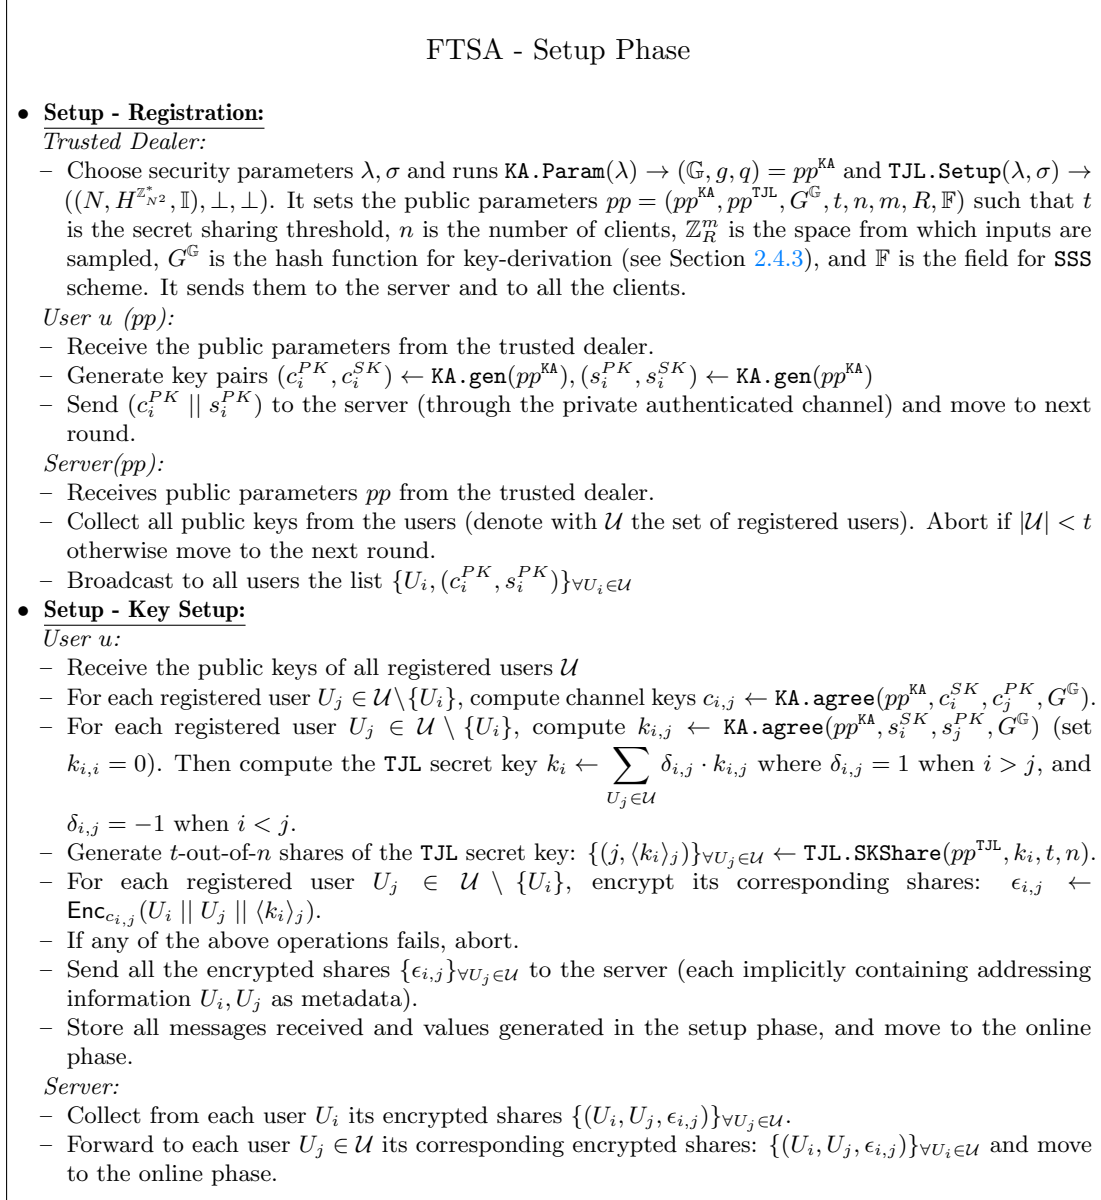 FTSA - Setup Phase
• Setup - Registration:
Trusted Dealer:
– Choose security parameters λ, σ and runs KA.Param(λ) → (𝔾, g, q) = pp^KA and TJL.Setup(λ, σ) →
((N, H^{ℤ*_{N²}}, 𝕀), ⊥, ⊥). It sets the public parameters pp = (pp^KA, pp^TJL, G^𝔾, t, n, m, R, 𝔽) such that t
is the secret sharing threshold, n is the number of clients, ℤ_R^m is the space from which inputs are
sampled, G^𝔾 is the hash function for key-derivation (see Section 2.4.3), and 𝔽 is the field for SSS
scheme. It sends them to the server and to all the clients.
User u (pp):
– Receive the public parameters from the trusted dealer.
– Generate key pairs (c_i^{PK}, c_i^{SK}) ← KA.gen(pp^KA), (s_i^{PK}, s_i^{SK}) ← KA.gen(pp^KA)
– Send (c_i^{PK} || s_i^{PK}) to the server (through the private authenticated channel) and move to next
round.
Server(pp):
– Receives public parameters pp from the trusted dealer.
– Collect all public keys from the users (denote with 𝒰 the set of registered users). Abort if |𝒰| < t
otherwise move to the next round.
– Broadcast to all users the list {U_i, (c_i^{PK}, s_i^{PK})}_{∀U_i∈𝒰}
• Setup - Key Setup:
User u:
– Receive the public keys of all registered users 𝒰
– For each registered user U_j ∈ 𝒰\{U_i}, compute channel keys c_{i,j} ← KA.agree(pp^KA, c_i^{SK}, c_j^{PK}, G^𝔾).
– For each registered user U_j ∈ 𝒰 \ {U_i}, compute k_{i,j} ← KA.agree(pp^KA, s_i^{SK}, s_j^{PK}, G^𝔾) (set
k_{i,i} = 0). Then compute the TJL secret key k_i ← ∑_{U_j∈𝒰} δ_{i,j} · k_{i,j} where δ_{i,j} = 1 when i > j, and
δ_{i,j} = −1 when i < j.
– Generate t-out-of-n shares of the TJL secret key: {(j, ⟨k_i⟩_j)}_{∀U_j∈𝒰} ← TJL.SKShare(pp^TJL, k_i, t, n).
– For each registered user U_j ∈ 𝒰 \ {U_i}, encrypt its corresponding shares: ϵ_{i,j} ←
Enc_{c_{i,j}}(U_i || U_j || ⟨k_i⟩_j).
– If any of the above operations fails, abort.
– Send all the encrypted shares {ϵ_{i,j}}_{∀U_j∈𝒰} to the server (each implicitly containing addressing
information U_i, U_j as metadata).
– Store all messages received and values generated in the setup phase, and move to the online
phase.
Server:
– Collect from each user U_i its encrypted shares {(U_i, U_j, ϵ_{i,j})}_{∀U_j∈𝒰}.
– Forward to each user U_j ∈ 𝒰 its corresponding encrypted shares: {(U_i, U_j, ϵ_{i,j})}_{∀U_i∈𝒰} and move
to the online phase.